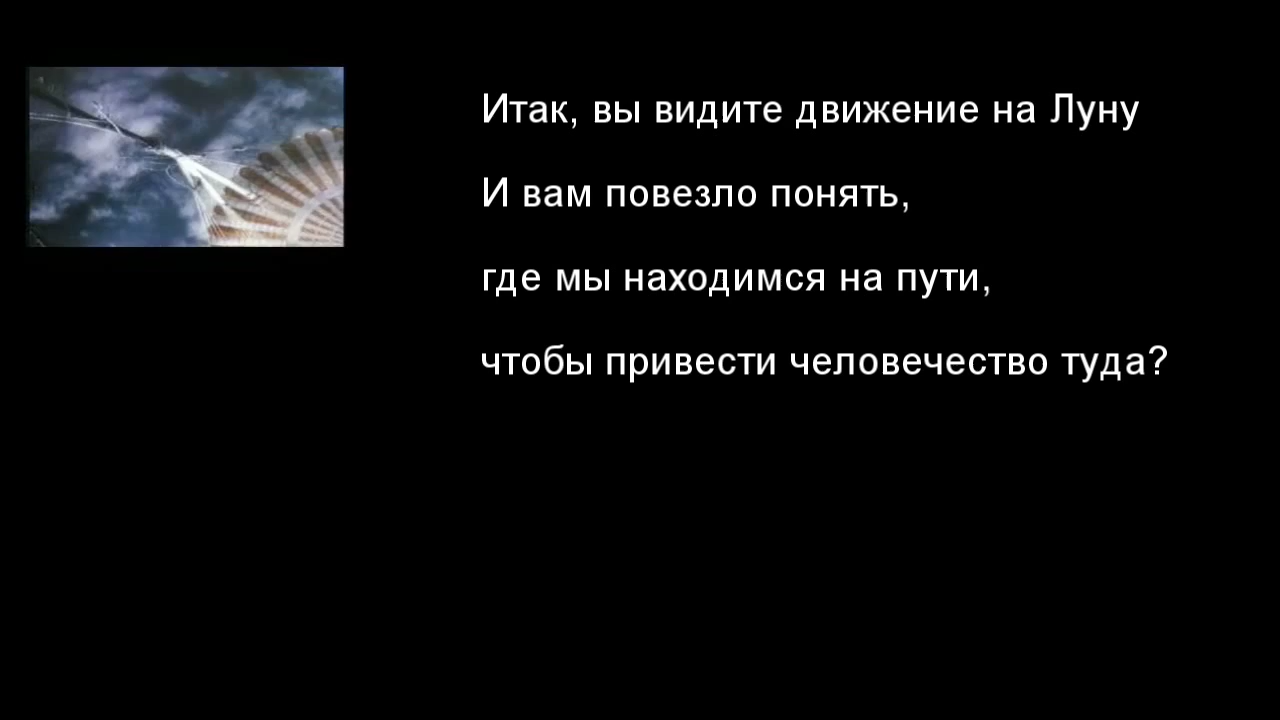 Итак, вы видите движение на Луну
И вам повезло понять,
где мы находимся на пути,
чтобы привести человечество туда?